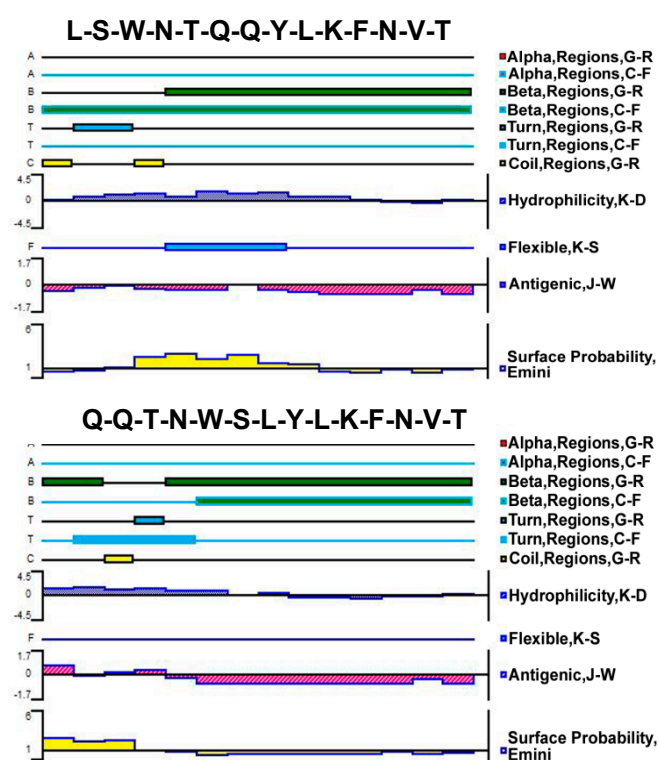 L-S-W-N-T-Q-Q-Y-L-K-F-N-V-T
A Alpha,Regions,G-R
A Alpha,Regions,C-F
B Beta,Regions,G-R
B Beta,Regions,C-F
T Turn,Regions,G-R
T Turn,Regions,C-F
C Coil,Regions,G-R
4.5
0 Hydrophilicity,K-D
-4.5
F Flexible,K-S
1.7
0 Antigenic,J-W
-1.7
6
Surface Probability,
1 Emini
Q-Q-T-N-W-S-L-Y-L-K-F-N-V-T
A Alpha,Regions,G-R
A Alpha,Regions,C-F
B Beta,Regions,G-R
B Beta,Regions,C-F
T Turn,Regions,G-R
T Turn,Regions,C-F
C Coil,Regions,G-R
4.5
0 Hydrophilicity,K-D
-4.5
F Flexible,K-S
1.7
0 Antigenic,J-W
-1.7
6
Surface Probability,
1 Emini